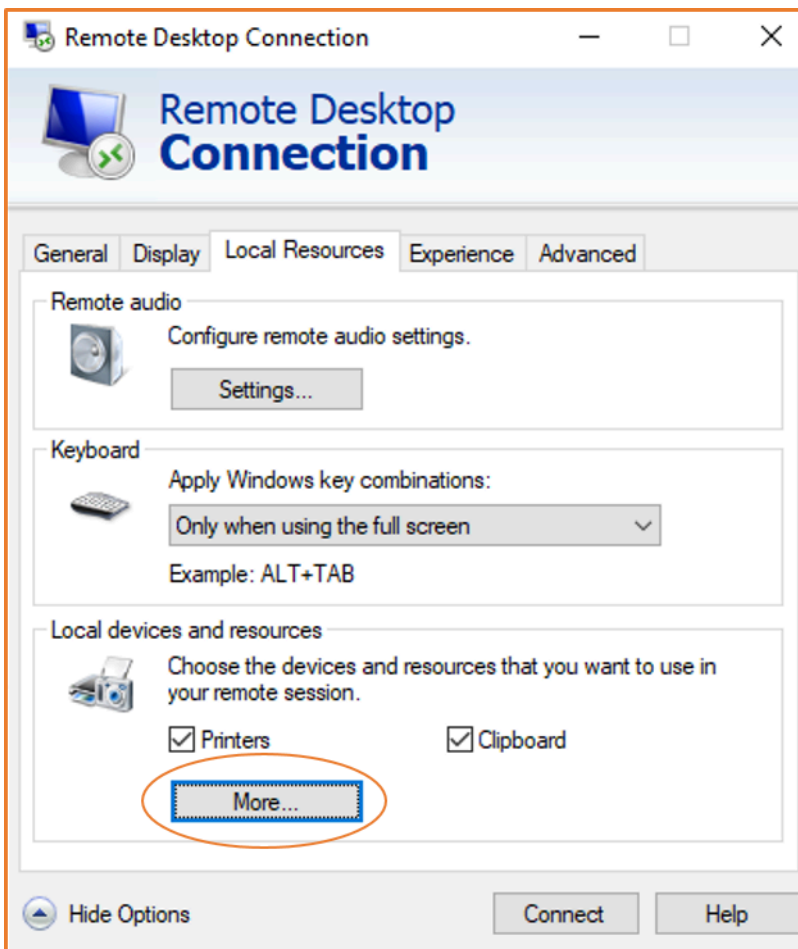 Remote Desktop Connection
Remote Desktop
Connection
General Display Local Resources Experience Advanced
Remote audio
Configure remote audio settings.
Settings...
Keyboard
Apply Windows key combinations:
Only when using the full screen
Example: ALT+TAB
Local devices and resources
Choose the devices and resources that you want to use in
your remote session.
Printers Clipboard
More...
Hide Options Connect Help